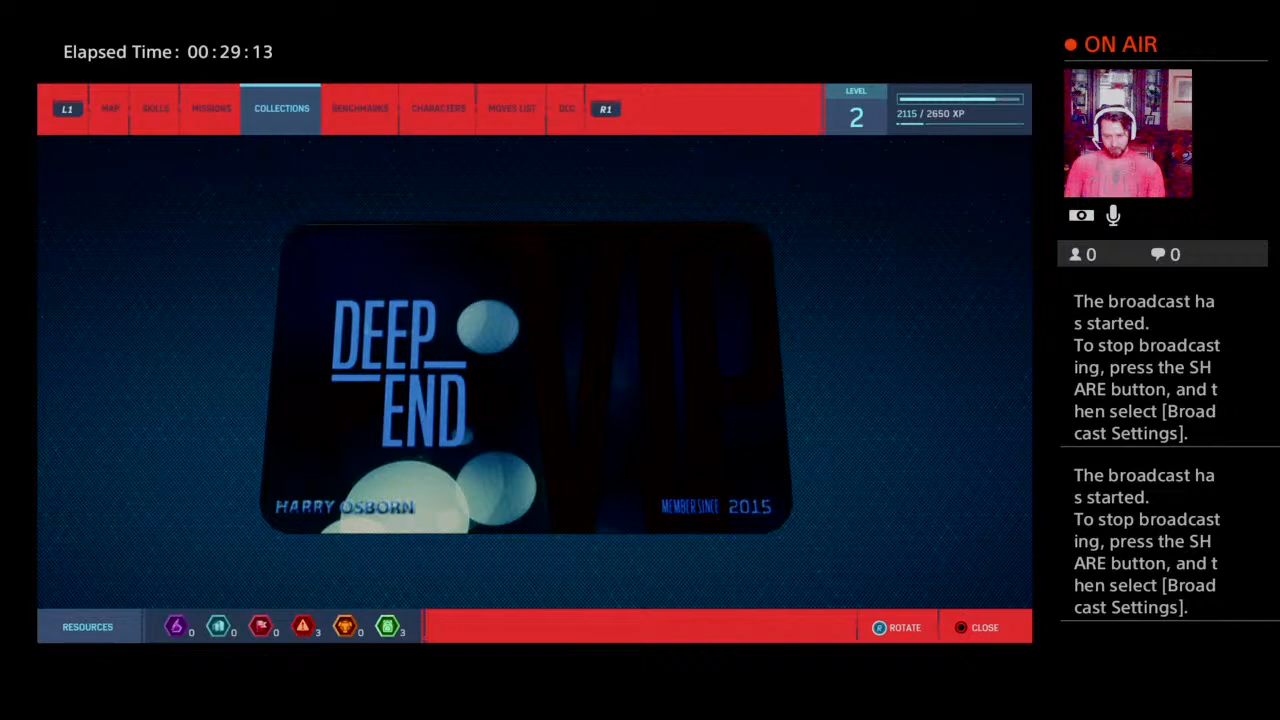 Elapsed Time: 00:29:13
ON AIR
L1 MAP SKILLS MISSIONS COLLECTIONS BENCHMARKS CHARACTERS MOVES LIST DLC R1
LEVEL
2
2115 / 2650 XP
0 0
DEEP
END
VIP
HARRY OSBORN
MEMBER SINCE 2015
The broadcast ha
s started.
To stop broadcast
ing, press the SH
ARE button, and t
hen select [Broad
cast Settings].
The broadcast ha
s started.
To stop broadcast
ing, press the SH
ARE button, and t
hen select [Broad
cast Settings].
RESOURCES 0 0 0 3 0 3
R ROTATE CLOSE